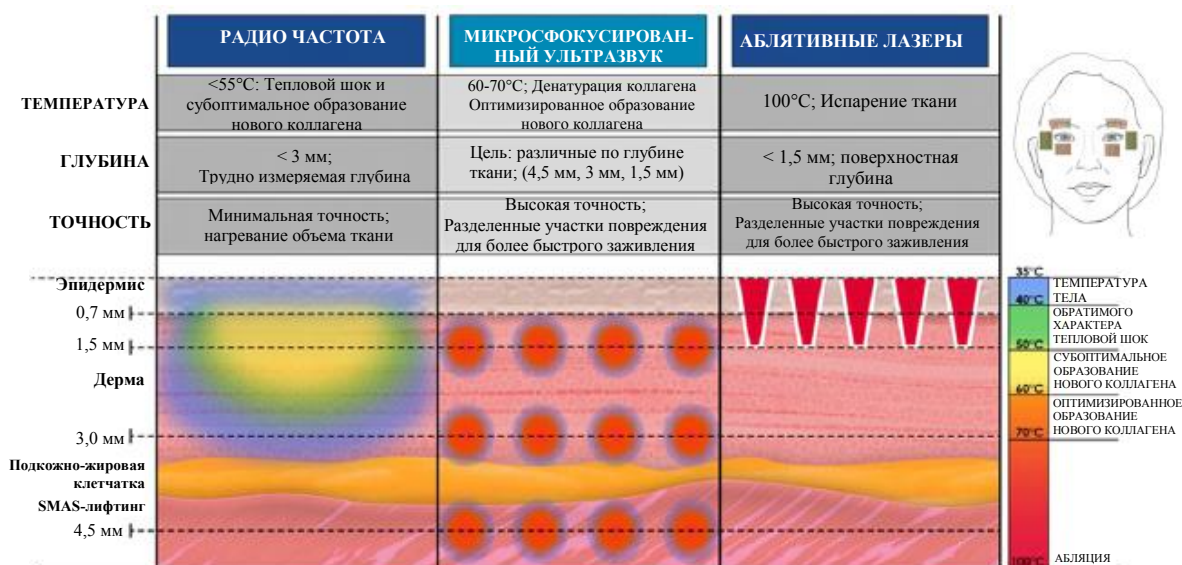 РАДИО ЧАСТОТА
МИКРОСФОКУСИРОВАН-
НЫЙ УЛЬТРАЗВУК
АБЛЯТИВНЫЕ ЛАЗЕРЫ
ТЕМПЕРАТУРА
<55°C: Тепловой шок и
субоптимальное образование
нового коллагена
60-70°C; Денатурация коллагена
Оптимизированное образование
нового коллагена
100°C; Испарение ткани
ГЛУБИНА
< 3 мм;
Трудно измеряемая глубина
Цель: различные по глубине
ткани; (4,5 мм, 3 мм, 1,5 мм)
< 1,5 мм; поверхностная
глубина
ТОЧНОСТЬ
Минимальная точность;
нагревание объема ткани
Высокая точность;
Разделенные участки повреждения
для более быстрого заживления
Высокая точность;
Разделенные участки повреждения
для более быстрого заживления
Эпидермис
0,7 мм
1,5 мм
Дерма
3,0 мм
Подкожно-жировая
клетчатка
SMAS-лифтинг
4,5 мм
35°C
ТЕМПЕРАТУРА
ТЕЛА
40°C
ОБРАТИМОГО
ХАРАКТЕРА
ТЕПЛОВОЙ ШОК
50°C
СУБОПТИМАЛЬНОЕ
ОБРАЗОВАНИЕ
НОВОГО КОЛЛАГЕНА
60°C
ОПТИМИЗИРОВАННОЕ
ОБРАЗОВАНИЕ
НОВОГО КОЛЛАГЕНА
70°C
100°C
АБЛЯЦИЯ